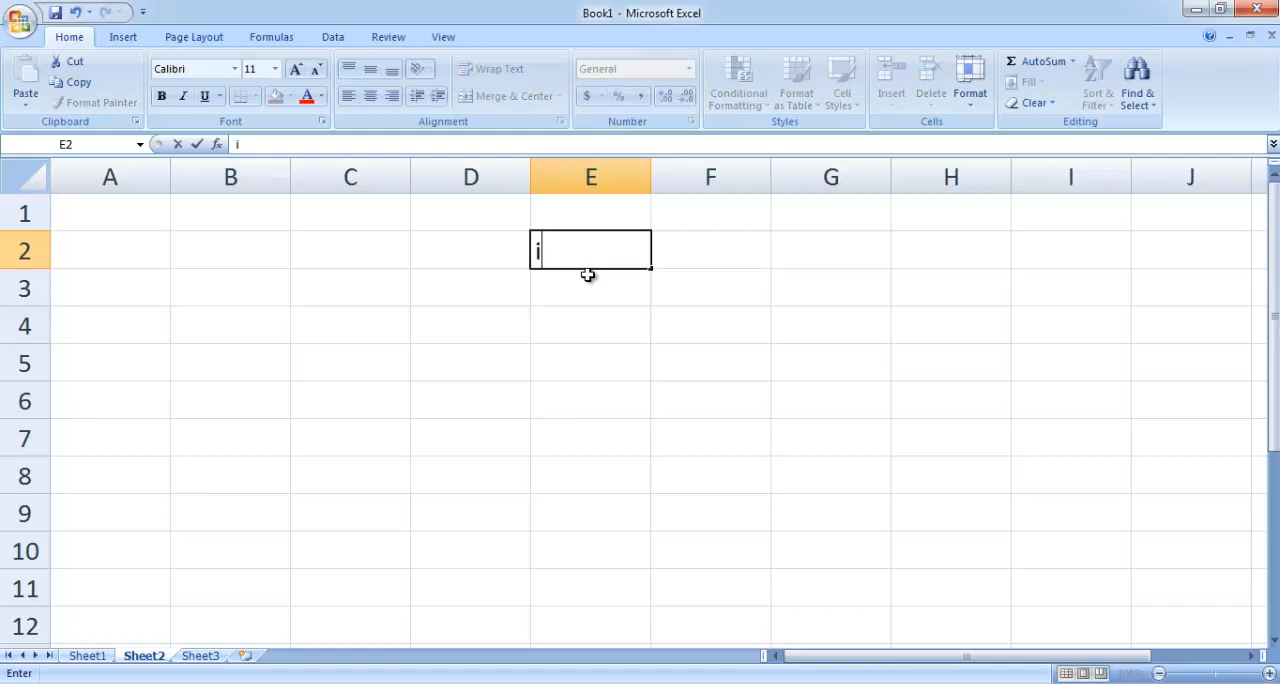 Book1 - Microsoft Excel
Home Insert Page Layout Formulas Data Review View
Paste
Cut
Copy
Format Painter
Clipboard
Calibri 11 A A
B I U A
Font
Wrap Text
Merge & Center
Alignment
General
$ % ,
Number
Conditional Formatting
Format as Table
Cell Styles
Styles
Insert
Delete
Format
Cells
Σ AutoSum
Fill
Clear
Sort & Filter
Find & Select
Editing
E2 fx i
A B C D E F G H I J
1
2 i
3
4
5
6
7
8
9
10
11
12
Sheet1 Sheet2 Sheet3
Enter